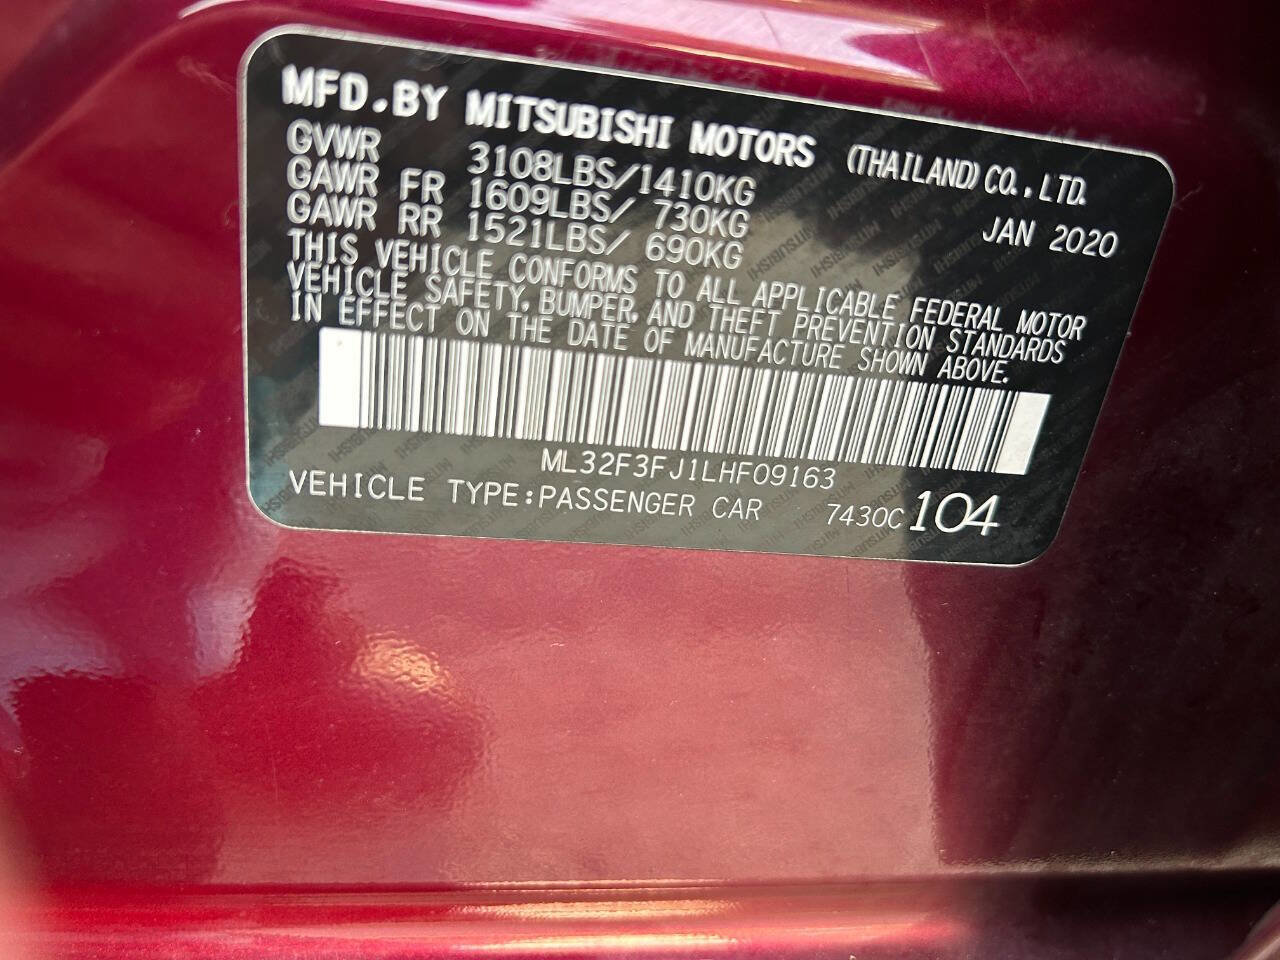 MFD.BY MITSUBISHI MOTORS (THAILAND) CO.,LTD.
GVWR 3108LBS/1410KG JAN 2020
GAWR FR 1609LBS/ 730KG
GAWR RR 1521LBS/ 690KG
THIS VEHICLE CONFORMS TO ALL APPLICABLE FEDERAL MOTOR
VEHICLE SAFETY, BUMPER, AND THEFT PREVENTION STANDARDS
IN EFFECT ON THE DATE OF MANUFACTURE SHOWN ABOVE.
ML32F3FJ1LHF09163
VEHICLE TYPE:PASSENGER CAR 7430C 104